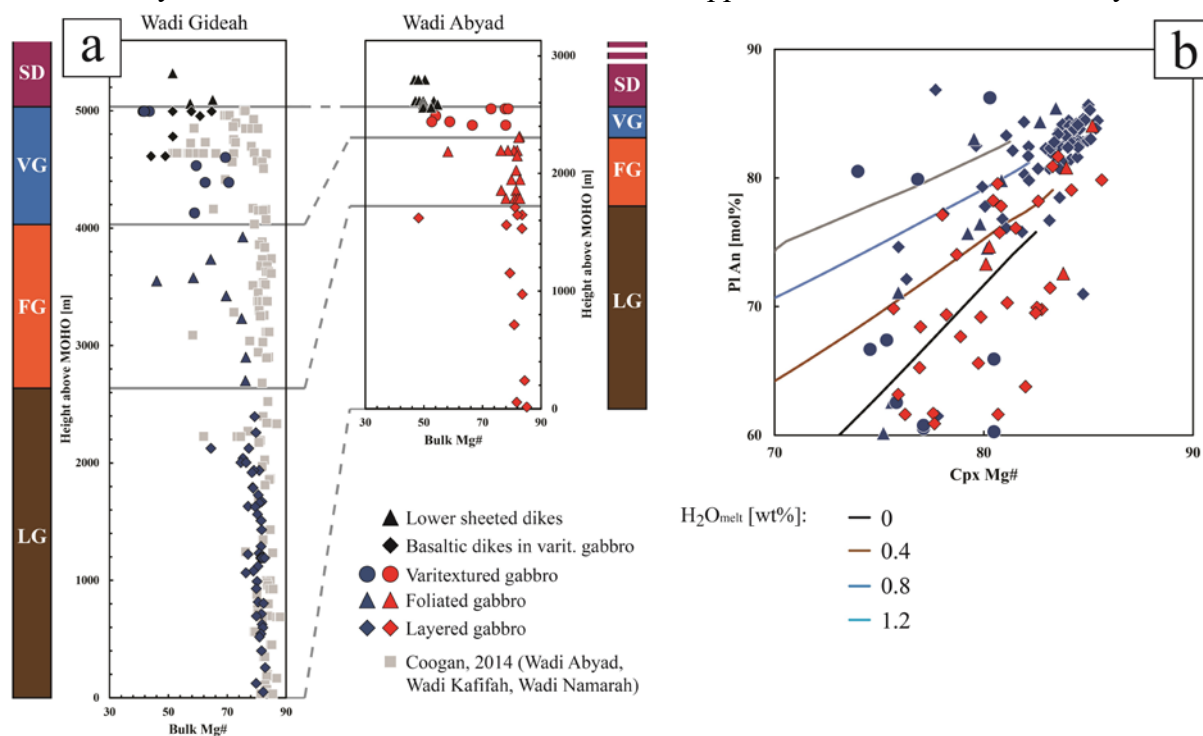 Wadi Gideah
Wadi Abyad
a
b
SD
VG
FG
LG
Height above MOHO [m]
5000
4000
3000
2000
1000
0
30
50
70
90
Bulk Mg#
3000
2000
1000
0
Height above MOHO [m]
30
50
70
90
Bulk Mg#
SD
VG
FG
LG
Lower sheeted dikes
Basaltic dikes in varit. gabbro
Varitextured gabbro
Foliated gabbro
Layered gabbro
Coogan, 2014 (Wadi Abyad,
Wadi Kafifah, Wadi Namarah)
Pl An [mol%]
90
80
70
60
70
80
90
Cpx Mg#
H2Omelt [wt%]:
0
0.4
0.8
1.2